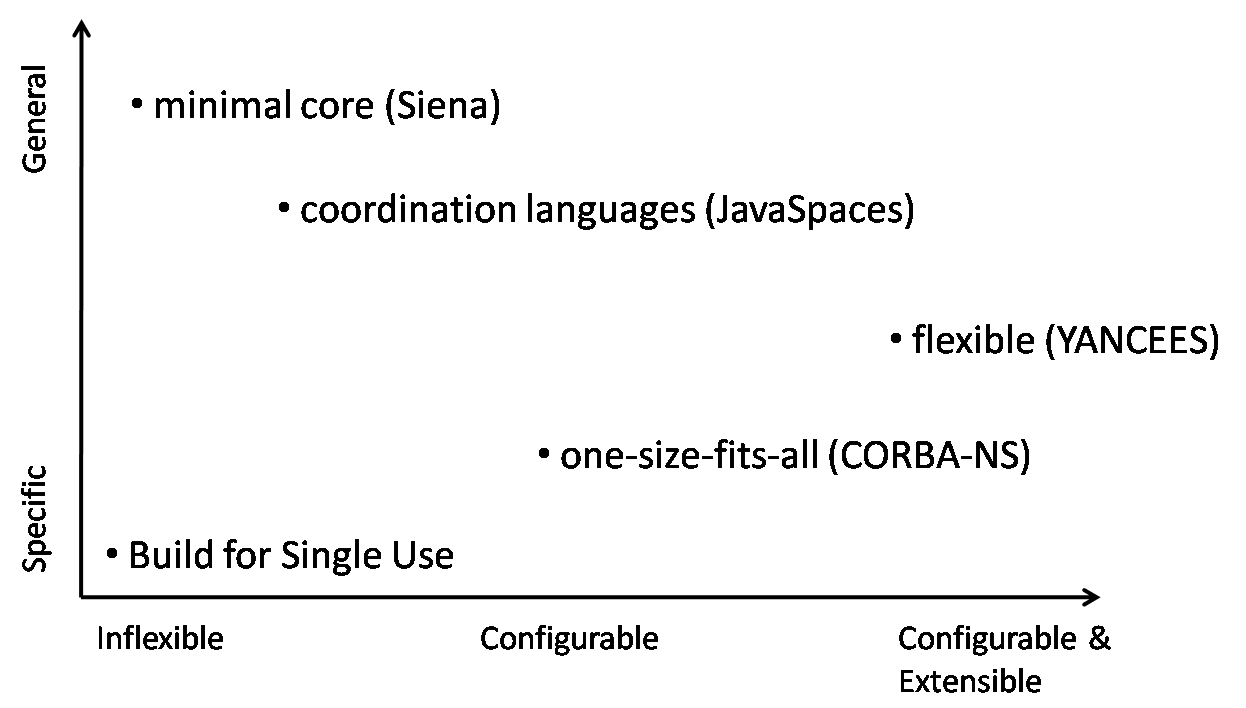 General
• minimal core (Siena)
• coordination languages (JavaSpaces)
• flexible (YANCEES)
• one-size-fits-all (CORBA-NS)
Specific
• Build for Single Use
Inflexible
Configurable
Configurable &
Extensible